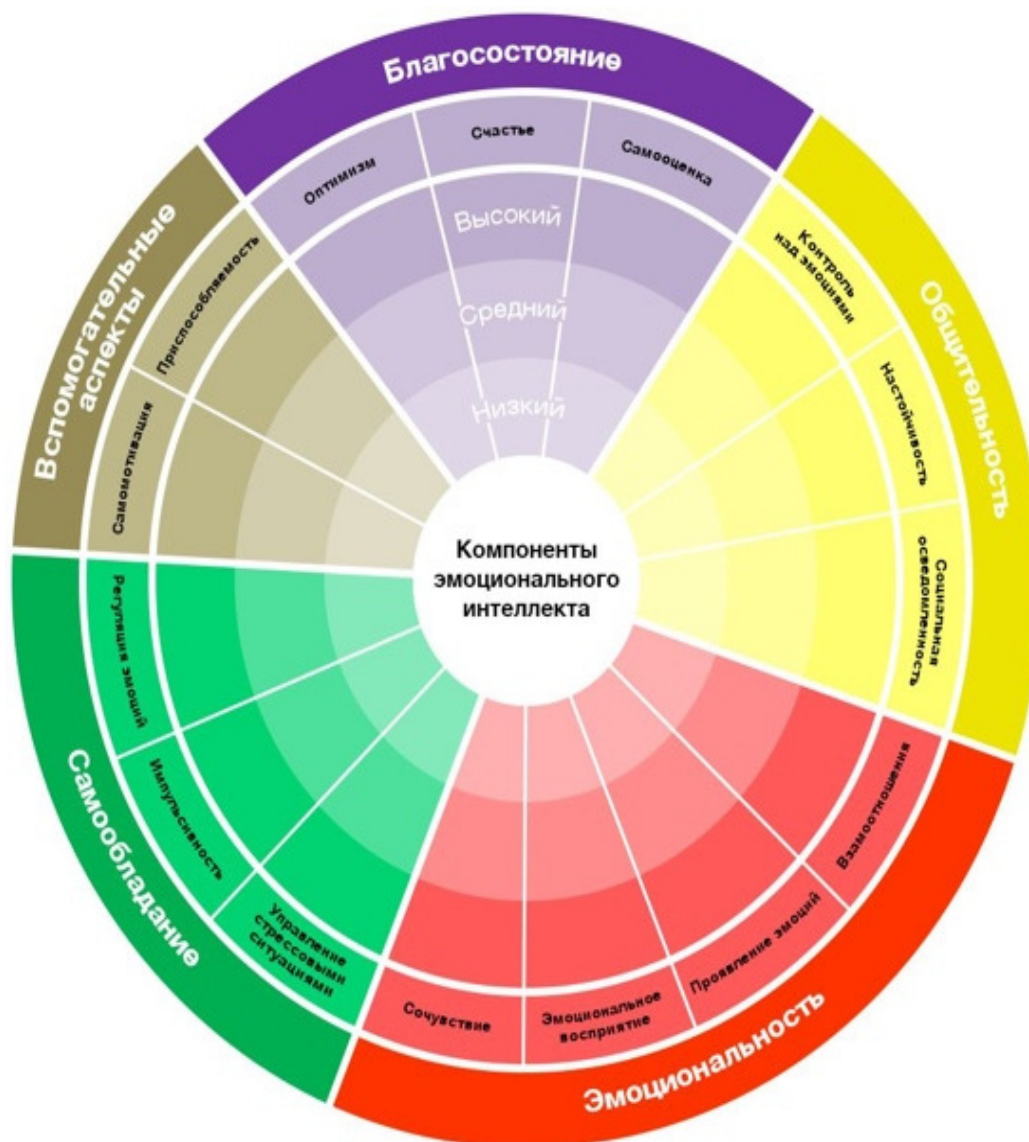 Благосостояние
Оптимизм
Счастье
Самооценка
Высокий
Средний
Низкий
Общительность
Контроль
над эмоциями
Настойчивость
Социальная
осведомленность
Эмоциональность
Взамоотношения
Проявление эмоций
Эмоциональное
восприятие
Сочувствие
Самообладание
Управление
стрессовыми
ситуациями
Импульсивность
Регуляция эмоций
Вспомогательные
аспекты
Самомотивация
Приспособляемость
Компоненты
эмоционального
интеллекта